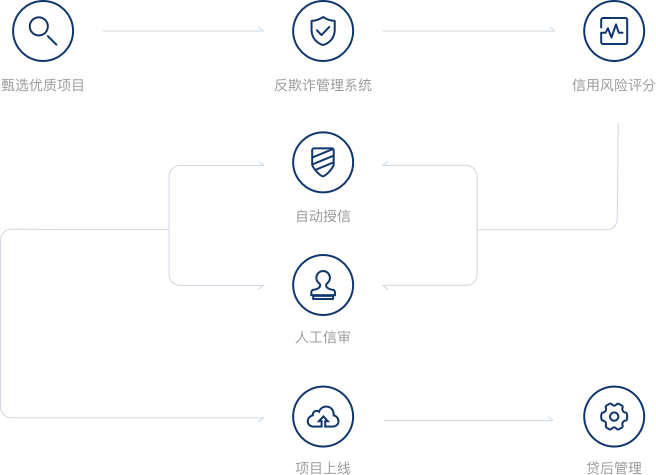 甄选优质项目
反欺诈管理系统
信用风险评分
自动授信
人工信审
项目上线
贷后管理